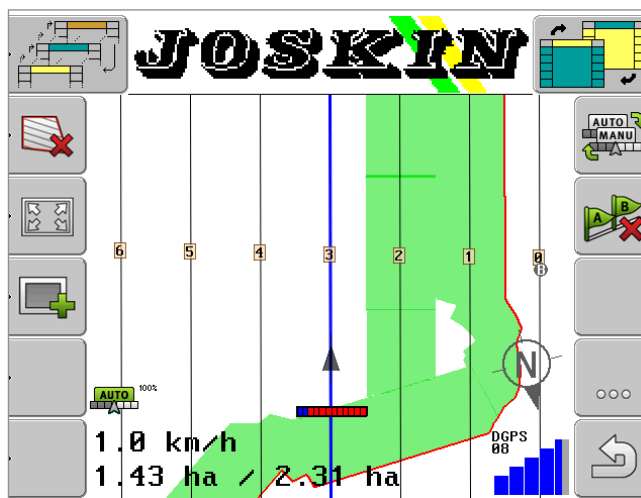 JOSKIN
AUTO
MANU
A B
6 5 4 3 2 1 0
B
N
AUTO 100%
DGPS
08
1.0 km/h
1.43 ha / 2.31 ha